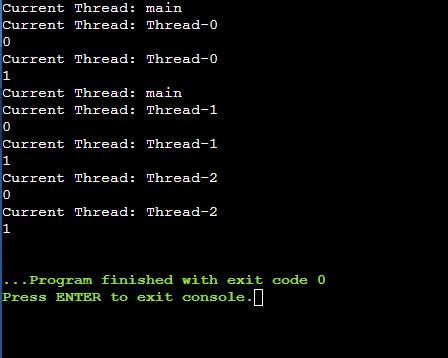 Current Thread: main
Current Thread: Thread-0
0
Current Thread: Thread-0
1
Current Thread: main
Current Thread: Thread-1
0
Current Thread: Thread-1
1
Current Thread: Thread-2
0
Current Thread: Thread-2
1
...Program finished with exit code 0
Press ENTER to exit console.